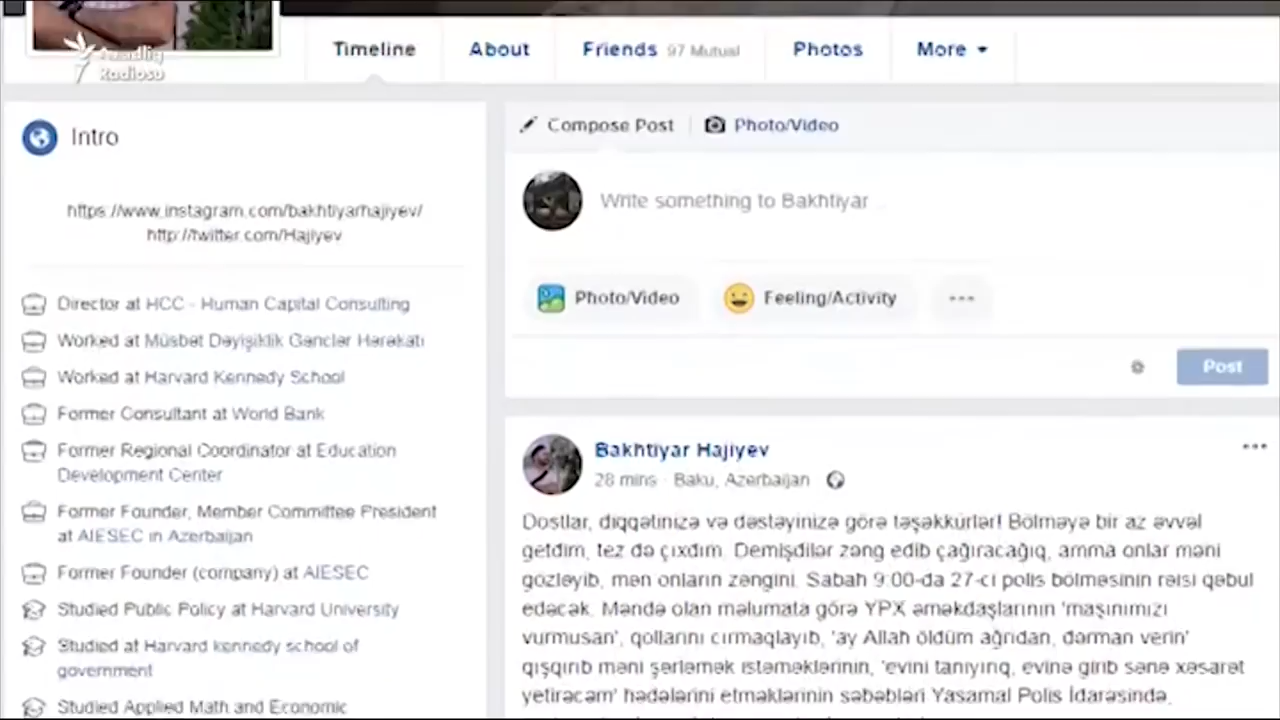 Timeline
About
Friends 97 Mutual
Photos
More
Azadlıq
Radiosu
Intro
https://www.instagram.com/bakhtiyarhajiyev/
http://twitter.com/Hajiyev
Director at HCC - Human Capital Consulting
Worked at Müsbət Dəyişiklik Gənclər Hərəkatı
Worked at Harvard Kennedy School
Former Consultant at World Bank
Former Regional Coordinator at Education
Development Center
Former Founder, Member Committee President
at AIESEC in Azerbaijan
Former Founder (company) at AIESEC
Studied Public Policy at Harvard University
Studied at Harvard kennedy school of
government
Studied Applied Math and Economic
Compose Post
Photo/Video
Write something to Bakhtiyar
Photo/Video
Feeling/Activity
Post
Bakhtiyar Hajiyev
28 mins · Baku, Azerbaijan
Dostlar, diqqətinizə və dəstəyinizə görə təşəkkürlər! Bölməyə bir az əvvəl
getdim, tez də çıxdım. Demişdilər zəng edib çağıracağıq, amma onlar məni
gözləyib, mən onların zəngini. Sabah 9:00-da 27-ci polis bölməsinin rəisi qəbul
edəcək. Məndə olan məlumata görə YPX əməkdaşlarının 'maşınımızı
vurmusan', qollarını cırmaqlayıb, 'ay Allah öldüm ağrıdan, dərman verin'
qışqırıb məni şərləmək istəməklərinin, 'evini tanıyırıq, evinə girib sənə xəsarət
yetirəcəm' hədələrini etməklərinin səbəbləri Yasamal Polis İdarəsində,